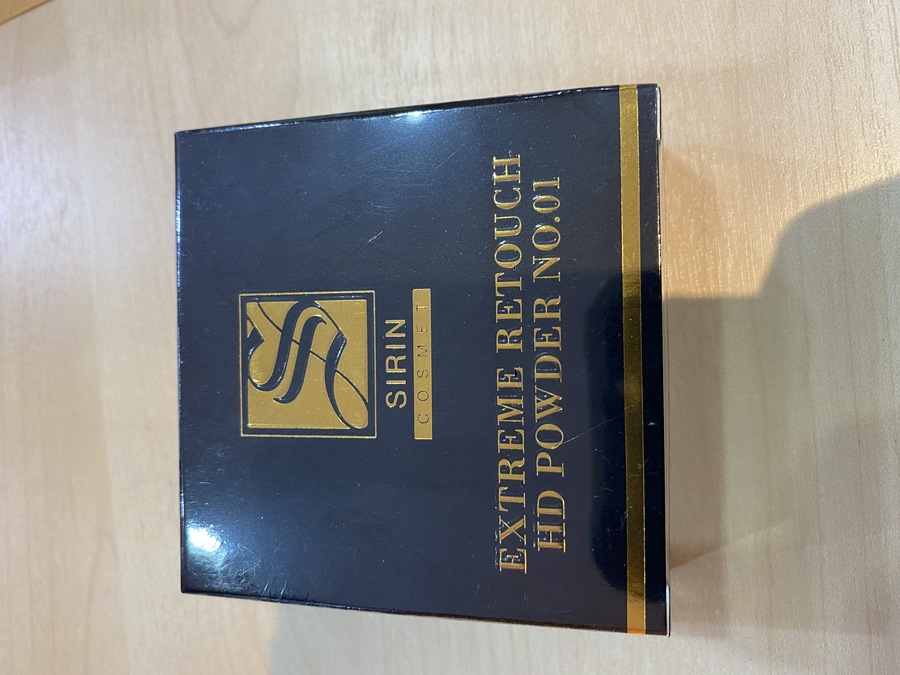 SIRIN
COSMET
EXTREME RETOUCH
HD POWDER NO.01